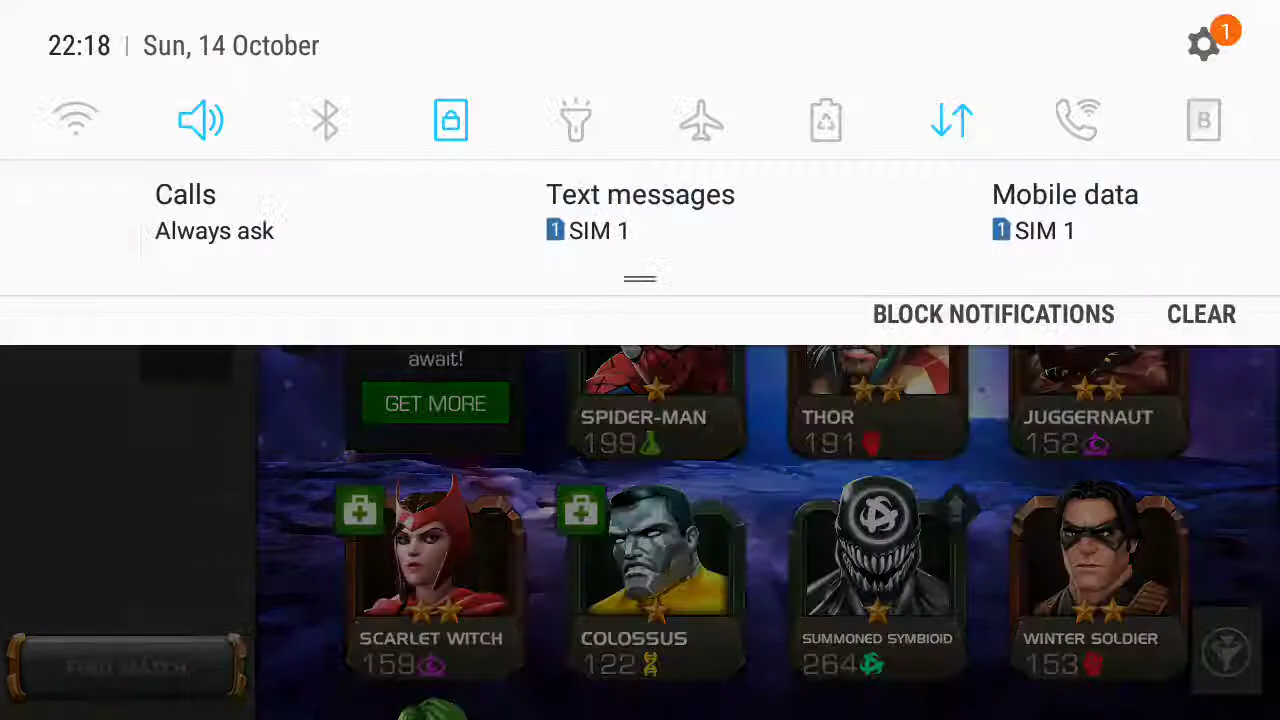 22:18 | Sun, 14 October
1
B
Calls
Always ask
Text messages
1 SIM 1
Mobile data
1 SIM 1
BLOCK NOTIFICATIONS
CLEAR
await!
GET MORE
SPIDER-MAN
199
THOR
191
JUGGERNAUT
152
SCARLET WITCH
159
COLOSSUS
122
SUMMONED SYMBIOID
264
WINTER SOLDIER
153
FIND MATCH